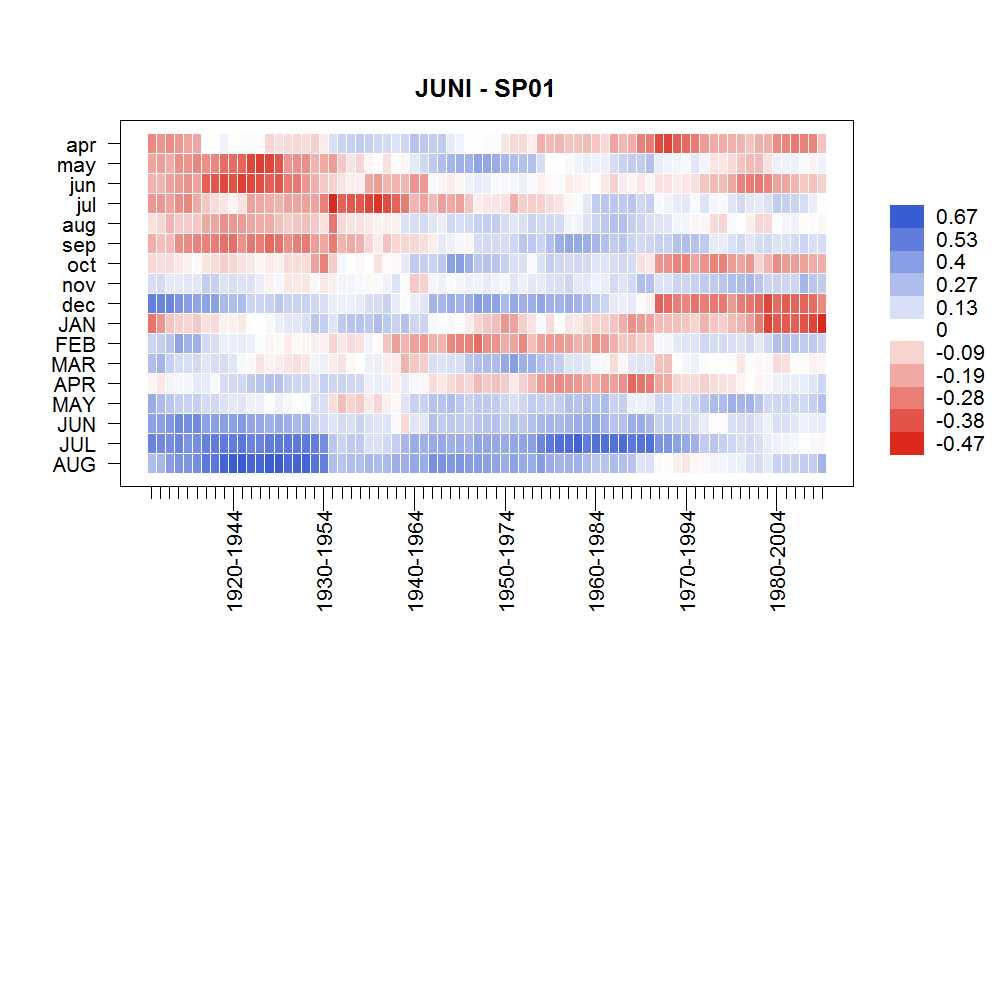 JUNI - SP01
apr
may
jun
jul
aug
sep
oct
nov
dec
JAN
FEB
MAR
APR
MAY
JUN
JUL
AUG
1920-1944
1930-1954
1940-1964
1950-1974
1960-1984
1970-1994
1980-2004
0.67
0.53
0.4
0.27
0.13
0
-0.09
-0.19
-0.28
-0.38
-0.47